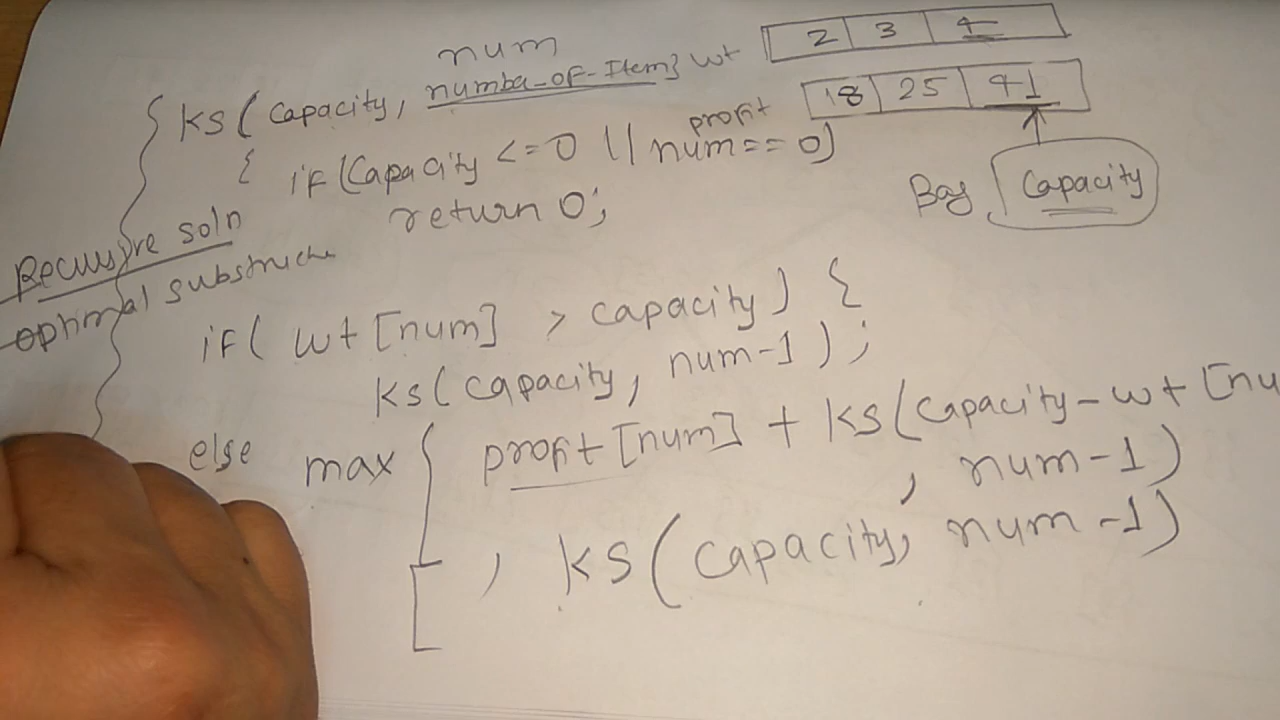 num
{ KS ( Capacity, number-OF-Items wt 2 3 4
profit 18 25 41
{ iF (Capacity <=0 || num == 0)
return 0;
Bag Capacity
Recursive soln
optimal substructure
if( wt [num] > capacity) {
KS( capacity, num-1 );
else max { profit [num] + KS(capacity-wt [nu
, num-1)
, KS(capacity, num-1)